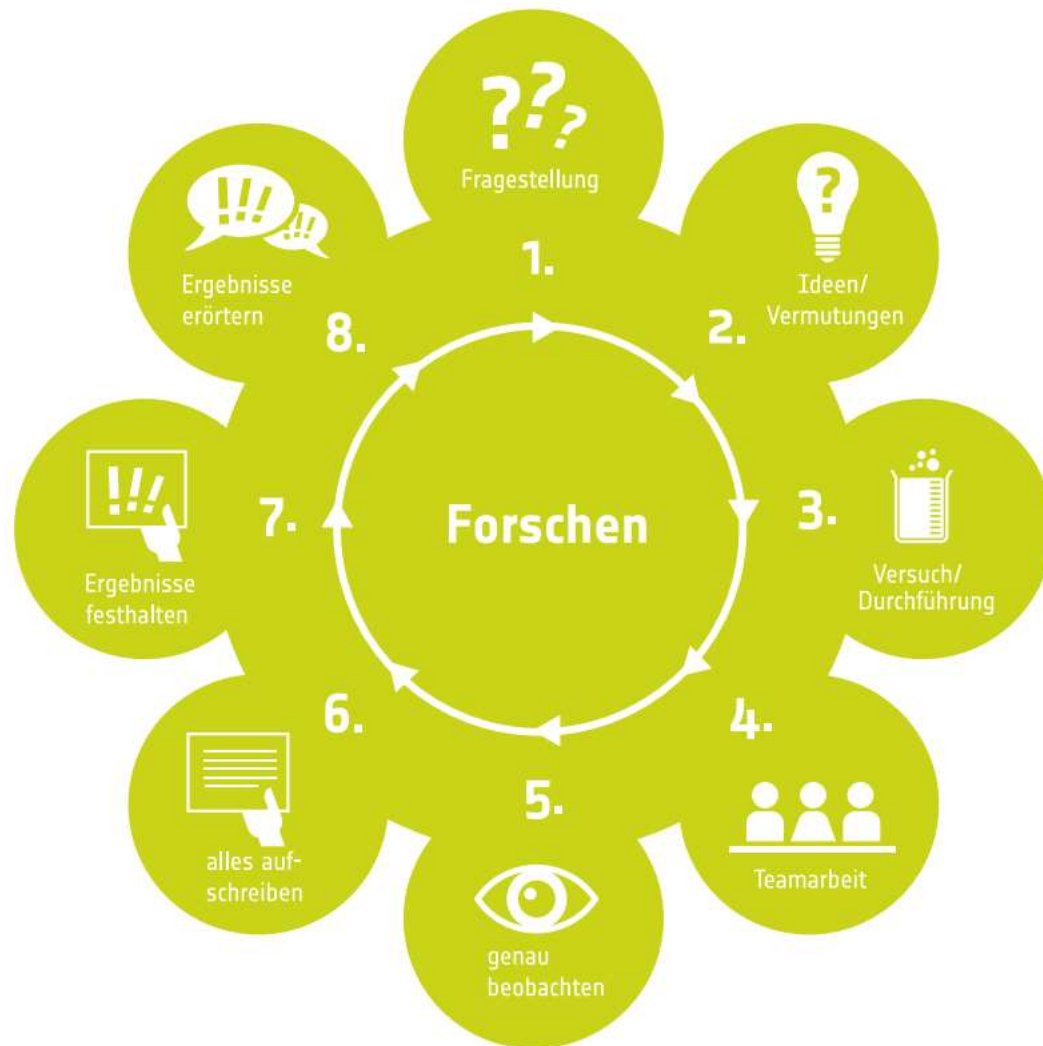 ???
Fragestellung
1.
?
Ideen/
Vermutungen
2.
Versuch/
Durchführung
3.
Teamarbeit
4.
genau
beobachten
5.
alles auf-
schreiben
6.
!!!
Ergebnisse
festhalten
7.
!!!
!!!
Ergebnisse
erörtern
8.
Forschen